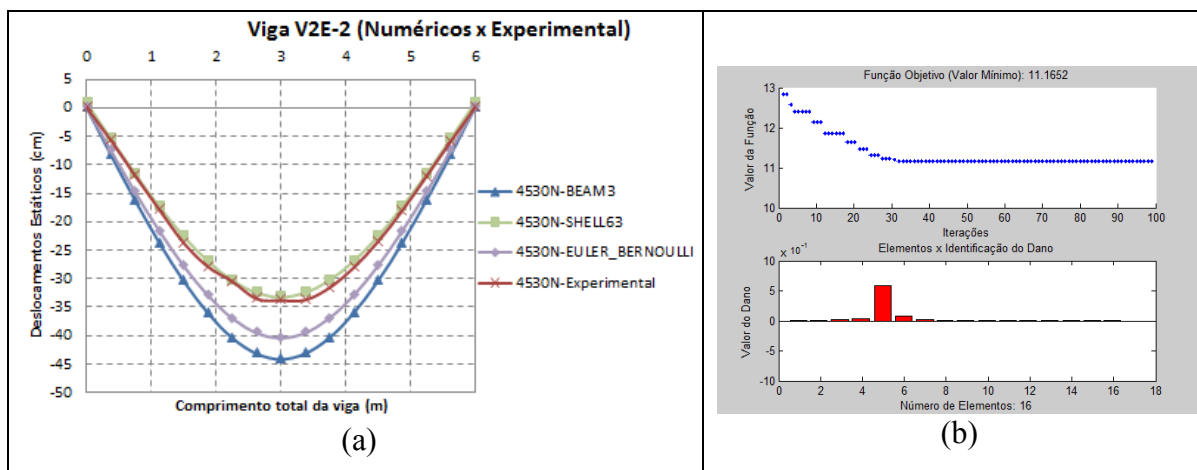 Viga V2E-2 (Numéricos x Experimental)
0 1 2 3 4 5 6
5
0
-5
-10
-15
-20
-25
-30
-35
-40
-45
-50
Deslocamentos Estáticos (cm)
Comprimento total da viga (m)
4530N-BEAM3
4530N-SHELL63
4530N-EULER_BERNOULLI
4530N-Experimental
(a)
Função Objetivo (Valor Mínimo): 11.1652
13
12
11
10
Valor da Função
0 10 20 30 40 50 60 70 80 90 100
Iterações
Elementos x Identificação do Dano
x 10⁻¹
10
5
0
-5
-10
Valor do Dano
0 2 4 6 8 10 12 14 16 18
Número de Elementos: 16
(b)